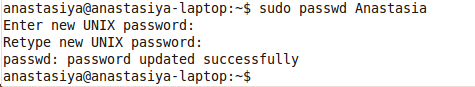 anastasiya@anastasiya-laptop:~$ sudo passwd Anastasia
Enter new UNIX password:
Retype new UNIX password:
passwd: password updated successfully
anastasiya@anastasiya-laptop:~$